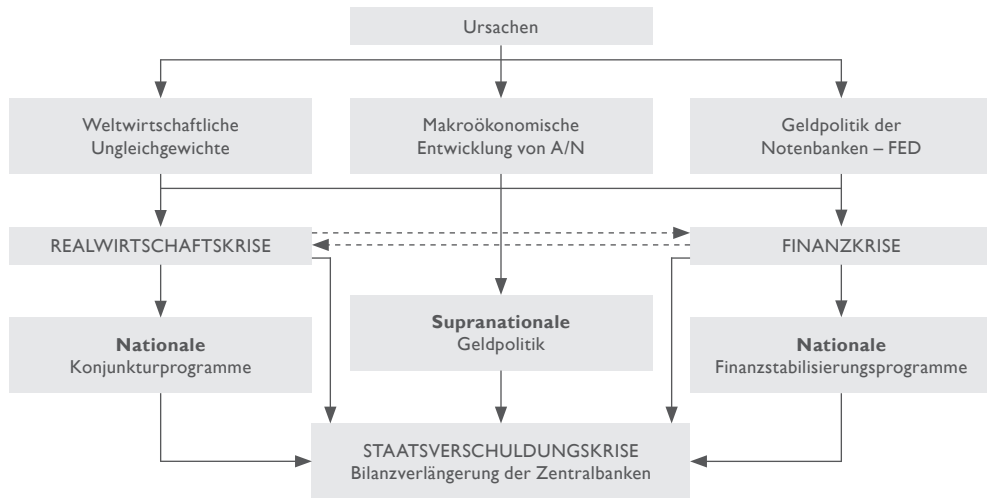 Ursachen
Weltwirtschaftliche
Ungleichgewichte
Makroökonomische
Entwicklung von A/N
Geldpolitik der
Notenbanken – FED
REALWIRTSCHAFTSKRISE
FINANZKRISE
Nationale
Konjunkturprogramme
Supranationale
Geldpolitik
Nationale
Finanzstabilisierungsprogramme
STAATSVERSCHULDUNGSKRISE
Bilanzverlängerung der Zentralbanken